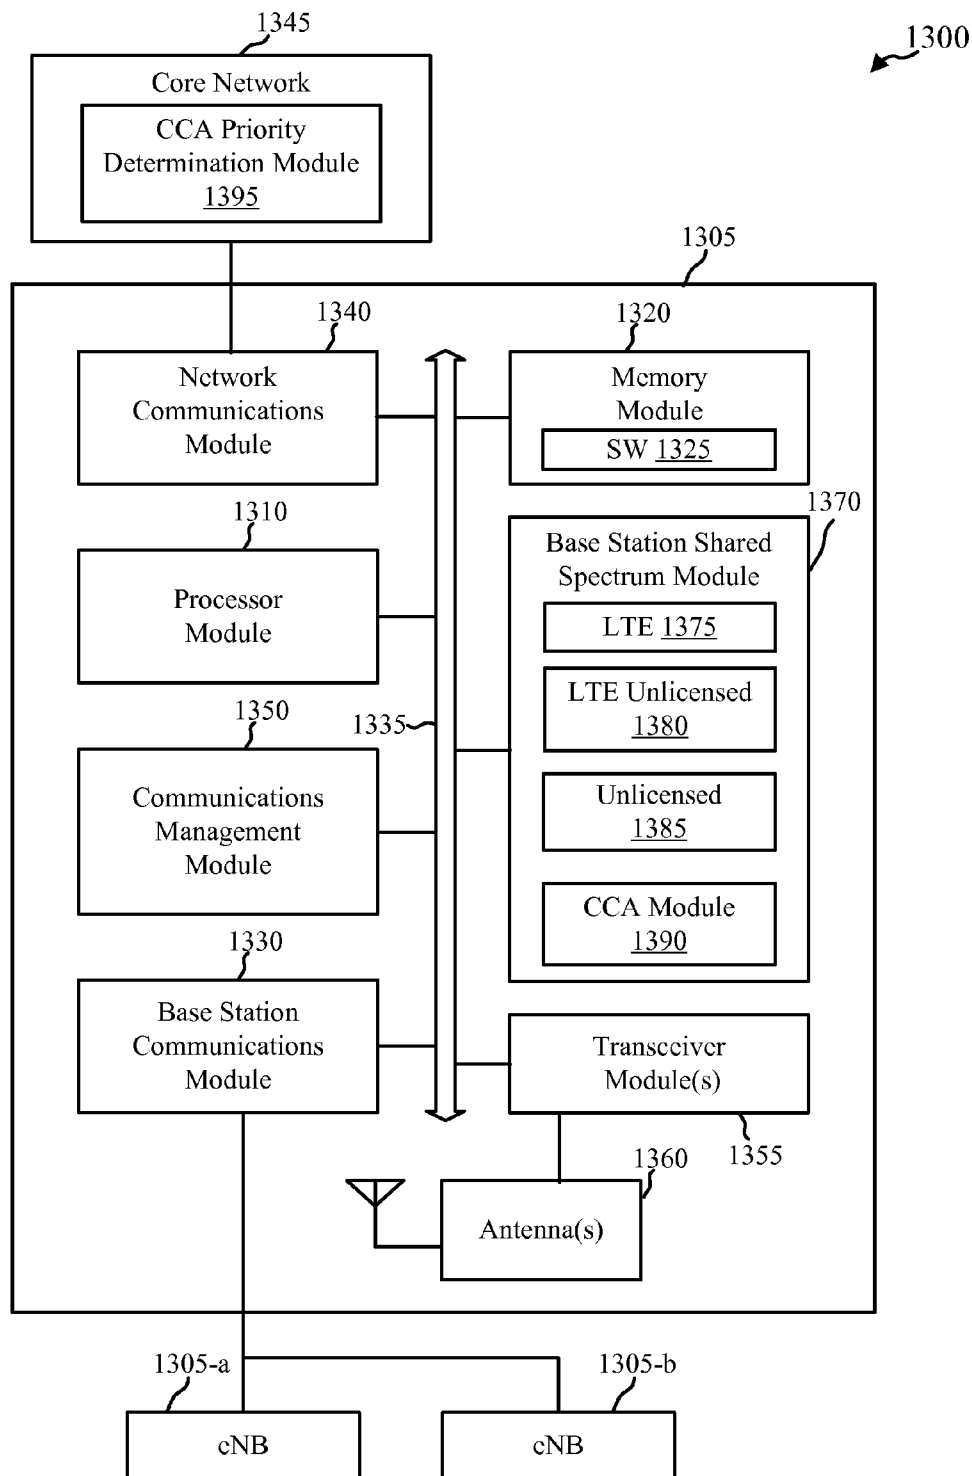 1345
1300
Core Network
CCA Priority
Determination Module
1395
1305
1340
1320
Network
Communications
Module
Memory
Module
SW 1325
1370
1310
Processor
Module
Base Station Shared
Spectrum Module
LTE 1375
LTE Unlicensed
1380
1350
1335
Communications
Management
Module
Unlicensed
1385
CCA Module
1390
1330
Base Station
Communications
Module
Transceiver
Module(s)
1355
1360
Antenna(s)
1305-a
1305-b
eNB
eNB